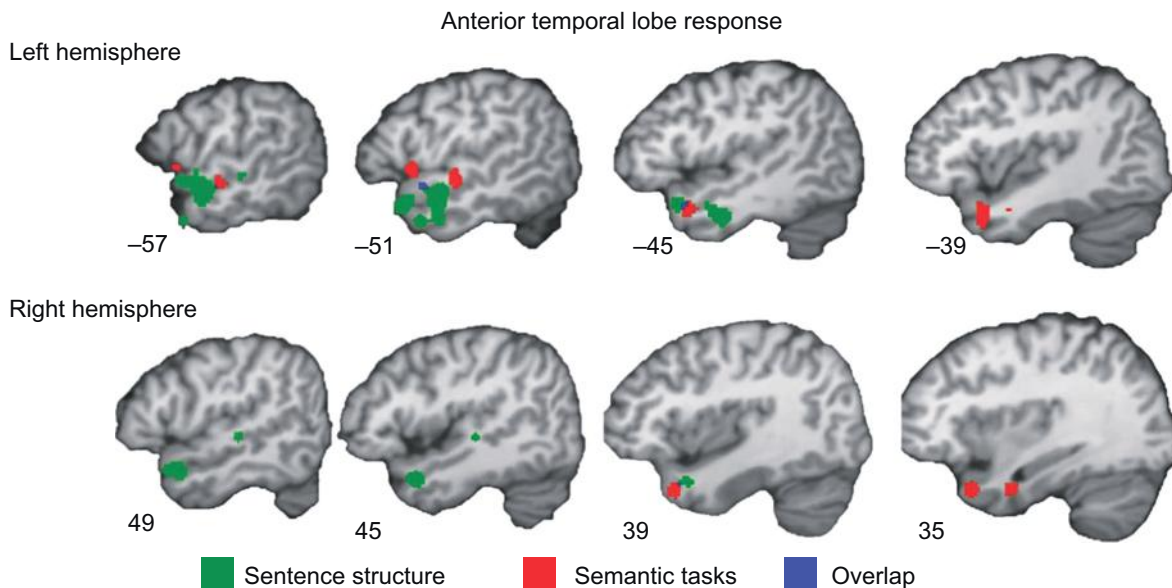 Anterior temporal lobe response
Left hemisphere
–57 –51 –45 –39
Right hemisphere
49 45 39 35
Sentence structure Semantic tasks Overlap